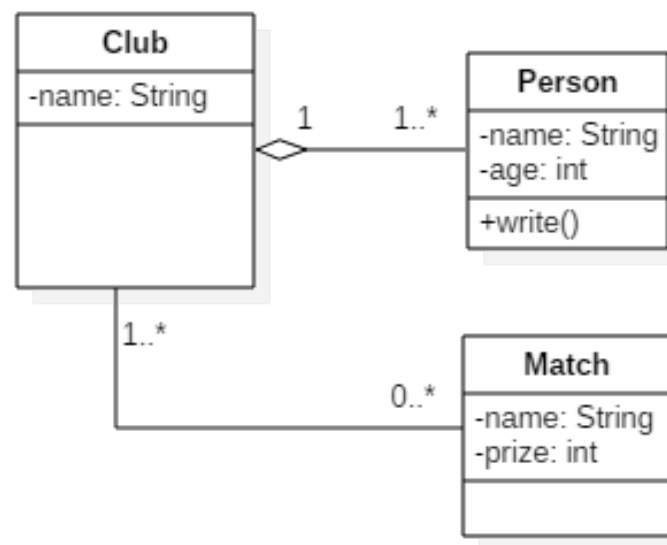 Club
-name: String
1
1..*
Person
-name: String
-age: int
+write()
1..*
0..*
Match
-name: String
-prize: int